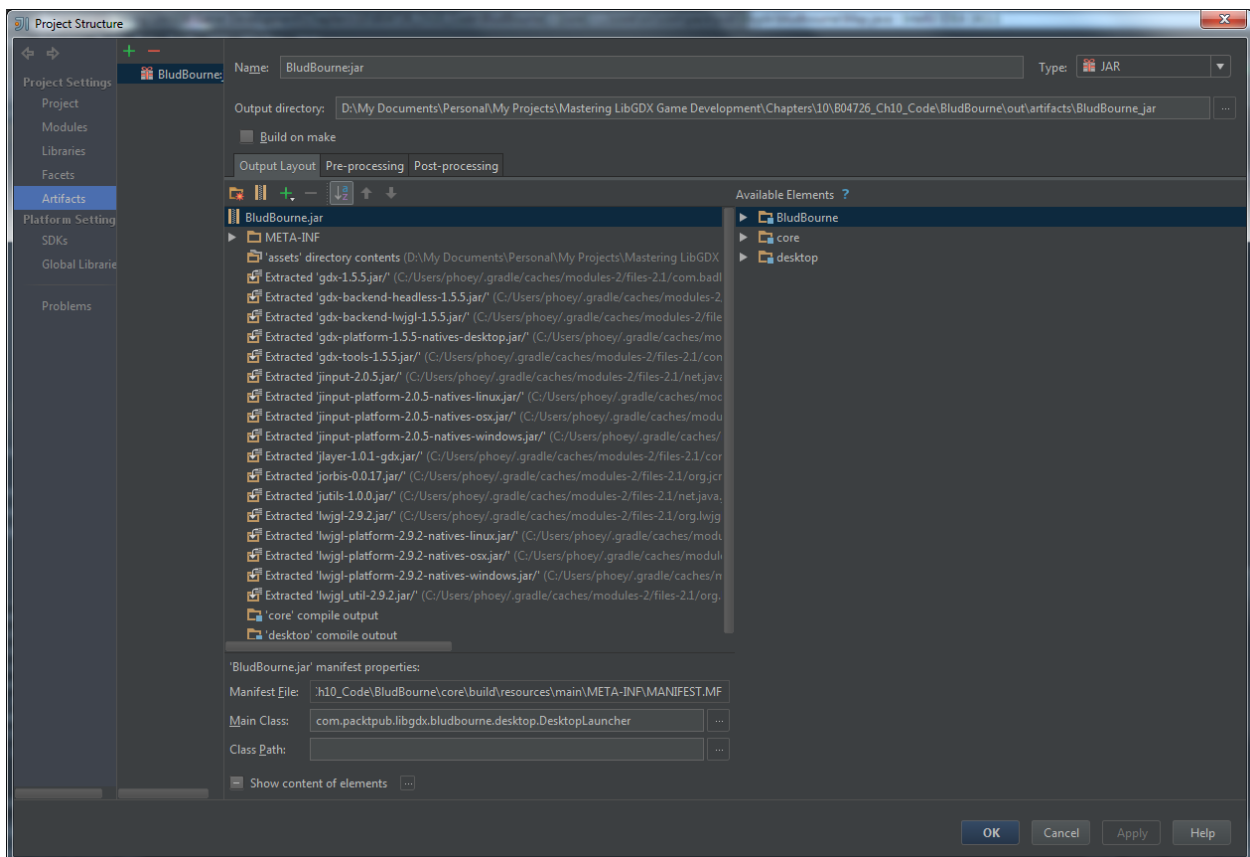 Project Structure
Project Settings
Project
Modules
Libraries
Facets
Artifacts
Platform Setting
SDKs
Global Librarie
Problems
BludBourne:
Name: BludBourne:jar
Type: JAR
Output directory: D:\My Documents\Personal\My Projects\Mastering LibGDX Game Development\Chapters\10\B04726_Ch10_Code\BludBourne\out\artifacts\BludBourne_jar
Build on make
Output Layout Pre-processing Post-processing
Available Elements ?
BludBourne.jar
META-INF
'assets' directory contents (D:\My Documents\Personal\My Projects\Mastering LibGDX
Extracted 'gdx-1.5.5.jar/' (C:/Users/phoey/.gradle/caches/modules-2/files-2.1/com.badl
Extracted 'gdx-backend-headless-1.5.5.jar/' (C:/Users/phoey/.gradle/caches/modules-2,
Extracted 'gdx-backend-lwjgl-1.5.5.jar/' (C:/Users/phoey/.gradle/caches/modules-2/file
Extracted 'gdx-platform-1.5.5-natives-desktop.jar/' (C:/Users/phoey/.gradle/caches/mo
Extracted 'gdx-tools-1.5.5.jar/' (C:/Users/phoey/.gradle/caches/modules-2/files-2.1/con
Extracted 'jinput-2.0.5.jar/' (C:/Users/phoey/.gradle/caches/modules-2/files-2.1/net.java
Extracted 'jinput-platform-2.0.5-natives-linux.jar/' (C:/Users/phoey/.gradle/caches/moc
Extracted 'jinput-platform-2.0.5-natives-osx.jar/' (C:/Users/phoey/.gradle/caches/modu
Extracted 'jinput-platform-2.0.5-natives-windows.jar/' (C:/Users/phoey/.gradle/caches/
Extracted 'jlayer-1.0.1-gdx.jar/' (C:/Users/phoey/.gradle/caches/modules-2/files-2.1/cor
Extracted 'jorbis-0.0.17.jar/' (C:/Users/phoey/.gradle/caches/modules-2/files-2.1/org.jcr
Extracted 'jutils-1.0.0.jar/' (C:/Users/phoey/.gradle/caches/modules-2/files-2.1/net.java.
Extracted 'lwjgl-2.9.2.jar/' (C:/Users/phoey/.gradle/caches/modules-2/files-2.1/org.lwjg
Extracted 'lwjgl-platform-2.9.2-natives-linux.jar/' (C:/Users/phoey/.gradle/caches/modu
Extracted 'lwjgl-platform-2.9.2-natives-osx.jar/' (C:/Users/phoey/.gradle/caches/module
Extracted 'lwjgl-platform-2.9.2-natives-windows.jar/' (C:/Users/phoey/.gradle/caches/n
Extracted 'lwjgl_util-2.9.2.jar/' (C:/Users/phoey/.gradle/caches/modules-2/files-2.1/org.
'core' compile output
'desktop' compile output
BludBourne
core
desktop
'BludBourne.jar' manifest properties:
Manifest File: :h10_Code\BludBourne\core\build\resources\main\META-INF\MANIFEST.MF
Main Class: com.packtpub.libgdx.bludbourne.desktop.DesktopLauncher
Class Path:
Show content of elements
OK Cancel Apply Help